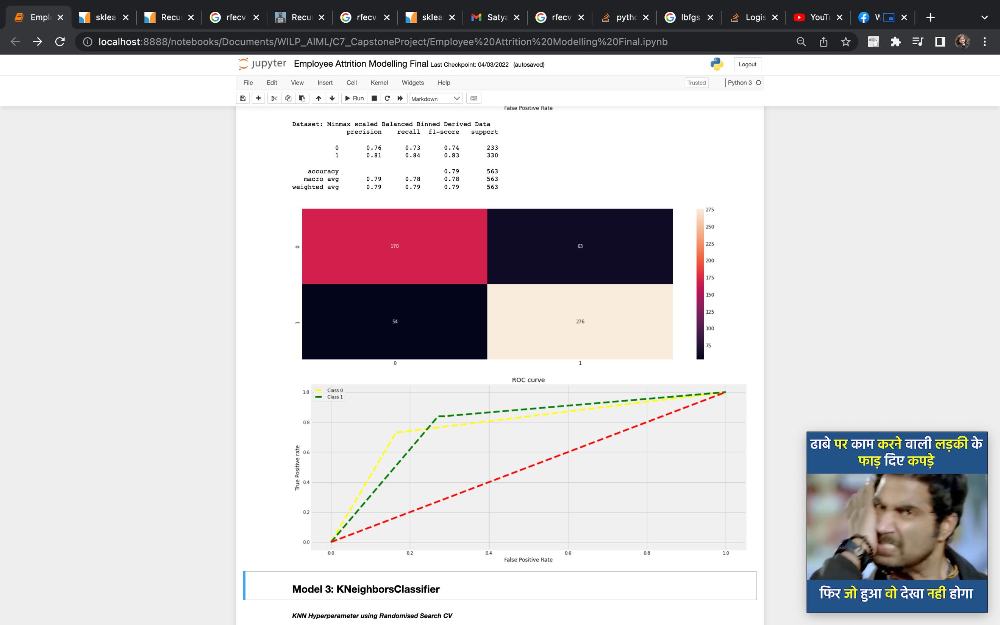 Empl
sklea
Recu
rfecv
Recu
rfecv.
sklea
Satya
rfecv
pytho
lbfgs
Logis
YouTu
W
localhost:8888/notebooks/Documents/WILP_AIML/C7_CapstoneProject/Employee%20Attrition%20Modelling%20Final.ipynb
jupyter Employee Attrition Modelling Final Last Checkpoint: 04/03/2022 (autosaved)
Logout
File Edit View Insert Cell Kernel Widgets Help
Trusted
Python 3
Run
Markdown
False Positive Rate
Dataset: Minmax scaled Balanced Binned Derived Data
precision recall f1-score support
0 0.76 0.73 0.74 233
1 0.81 0.84 0.83 330
accuracy 0.79 563
macro avg 0.79 0.78 0.78 563
weighted avg 0.79 0.79 0.79 563
0
1
170
63
54
276
0
1
275
250
225
200
175
150
125
100
75
ROC curve
Class 0
Class 1
True Positive rate
1.0
0.8
0.6
0.4
0.2
0.0
0.0 0.2 0.4 0.6 0.8 1.0
False Positive Rate
Model 3: KNeighborsClassifier
KNN Hyperperameter using Randomised Search CV
ढाबे पर काम करने वाली लड़की के
फाड़ दिए कपड़े
फिर जो हुआ वो देखा नही होगा